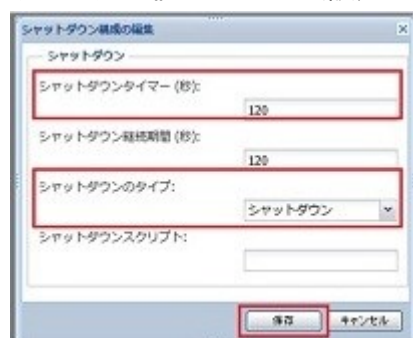 シャットダウン構成の編集
シャットダウン
シャットダウンタイマー (秒):
120
シャットダウン継続期間 (秒):
120
シャットダウンのタイプ:
シャットダウン
シャットダウンスクリプト:
保存
キャンセル